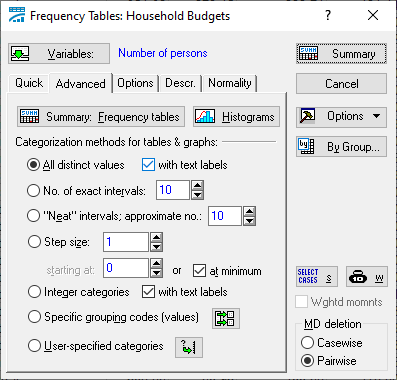 Frequency Tables: Household Budgets ? ×
Variables: Number of persons Summary
Quick Advanced Options Descr. Normality Cancel
Summary: Frequency tables Histograms Options
Categorization methods for tables & graphs:
All distinct values with text labels By Group...
No. of exact intervals: 10
"Neat" intervals; approximate no.: 10
Step size: 1
starting at: 0 or at minimum
SELECT CASES S W
Integer categories with text labels Wghtd momnts
Specific grouping codes (values) MD deletion
Casewise
User-specified categories Pairwise